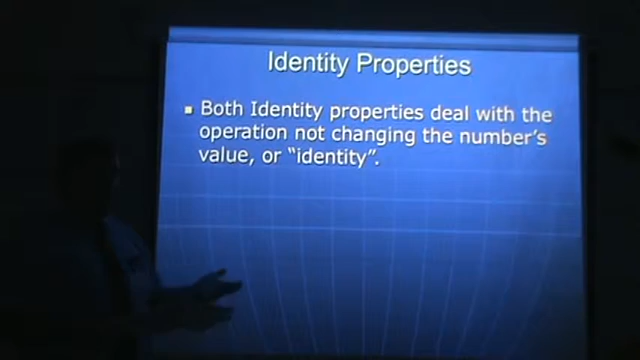 Identity Properties
Both Identity properties deal with the
operation not changing the number's
value, or "identity".